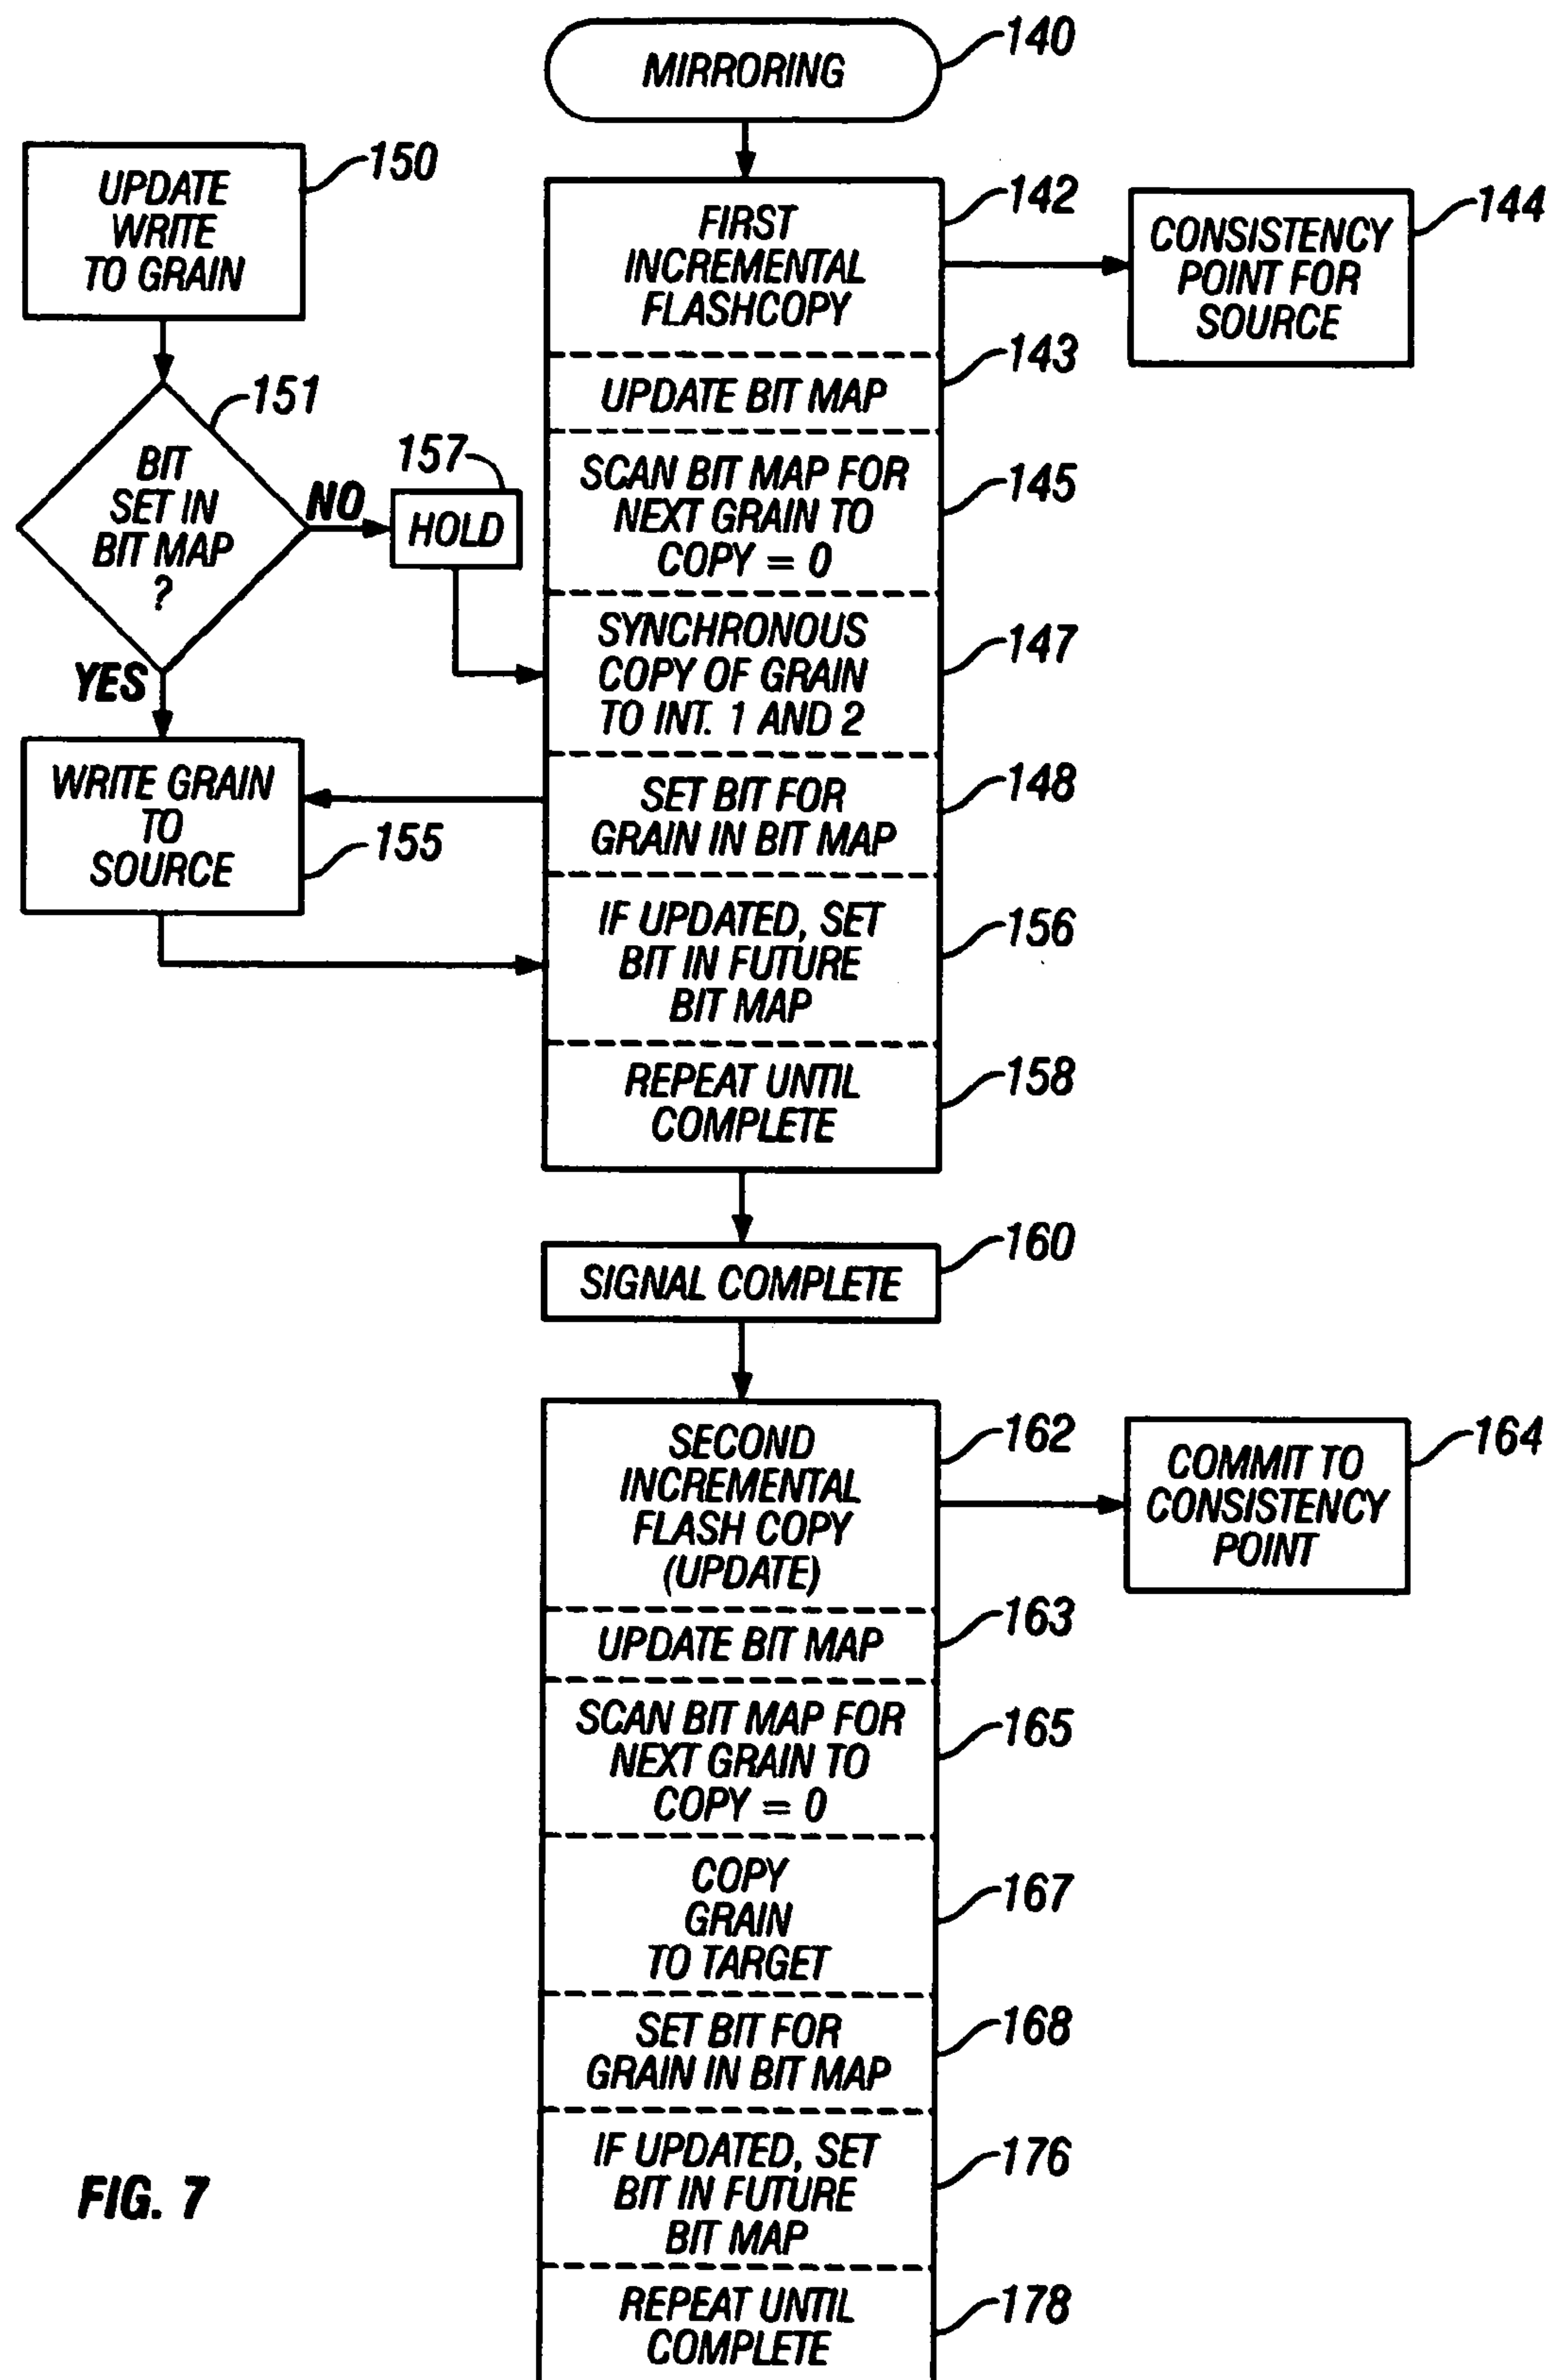 MIRRORING
140
UPDATE
WRITE
TO GRAIN
150
FIRST
INCREMENTAL
FLASHCOPY
142
CONSISTENCY
POINT FOR
SOURCE
144
UPDATE BIT MAP
143
BIT
SET IN
BIT MAP
?
151
NO
HOLD
157
YES
SCAN BIT MAP FOR
NEXT GRAIN TO
COPY = 0
145
SYNCHRONOUS
COPY OF GRAIN
TO INT. 1 AND 2
147
WRITE GRAIN
TO
SOURCE
155
SET BIT FOR
GRAIN IN BIT MAP
148
IF UPDATED, SET
BIT IN FUTURE
BIT MAP
156
REPEAT UNTIL
COMPLETE
158
SIGNAL COMPLETE
160
SECOND
INCREMENTAL
FLASH COPY
(UPDATE)
162
COMMIT TO
CONSISTENCY
POINT
164
UPDATE BIT MAP
163
SCAN BIT MAP FOR
NEXT GRAIN TO
COPY = 0
165
COPY
GRAIN
TO TARGET
167
SET BIT FOR
GRAIN IN BIT MAP
168
IF UPDATED, SET
BIT IN FUTURE
BIT MAP
176
REPEAT UNTIL
COMPLETE
178
FIG. 7